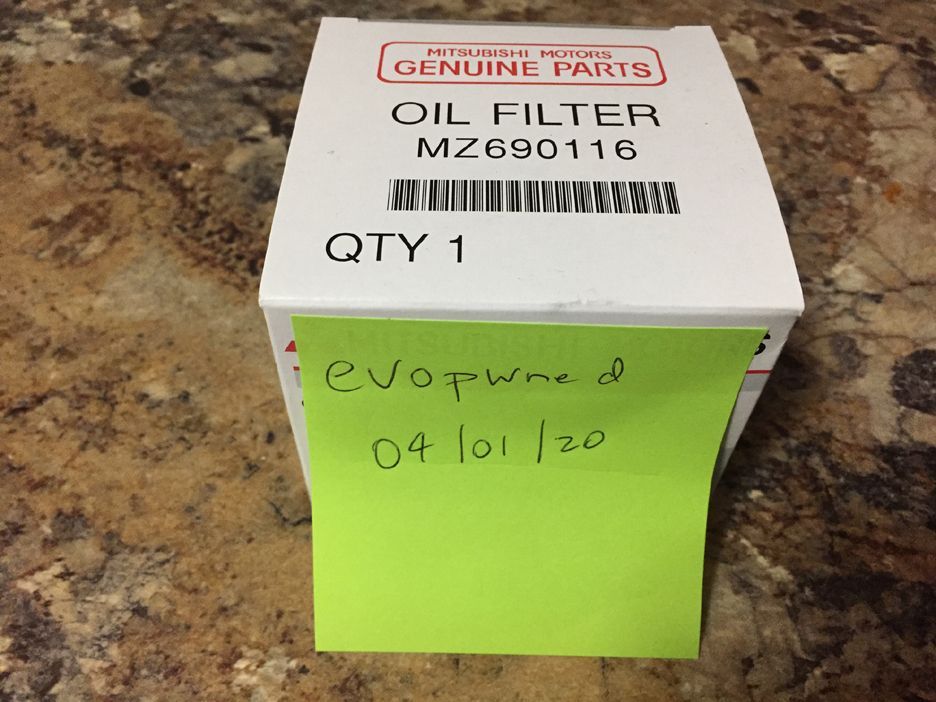 MITSUBISHI MOTORS
GENUINE PARTS
OIL FILTER
MZ690116
QTY 1
evopwned
04/01/20